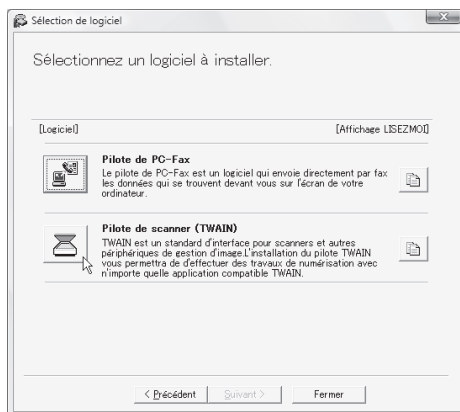 Sélection de logiciel
Sélectionnez un logiciel à installer.
[Logiciel] [Affichage LISEZMOI]
Pilote de PC-Fax
Le pilote de PC-Fax est un logiciel qui envoie directement par fax
les données qui se trouvent devant vous sur l'écran de votre
ordinateur.
Pilote de scanner (TWAIN)
TWAIN est un standard d'interface pour scanners et autres
périphériques de gestion d'image.L'installation du pilote TWAIN
vous permettra de d'effectuer des travaux de numérisation avec
n'importe quelle application compatible TWAIN.
< Précédent Suivant > Fermer